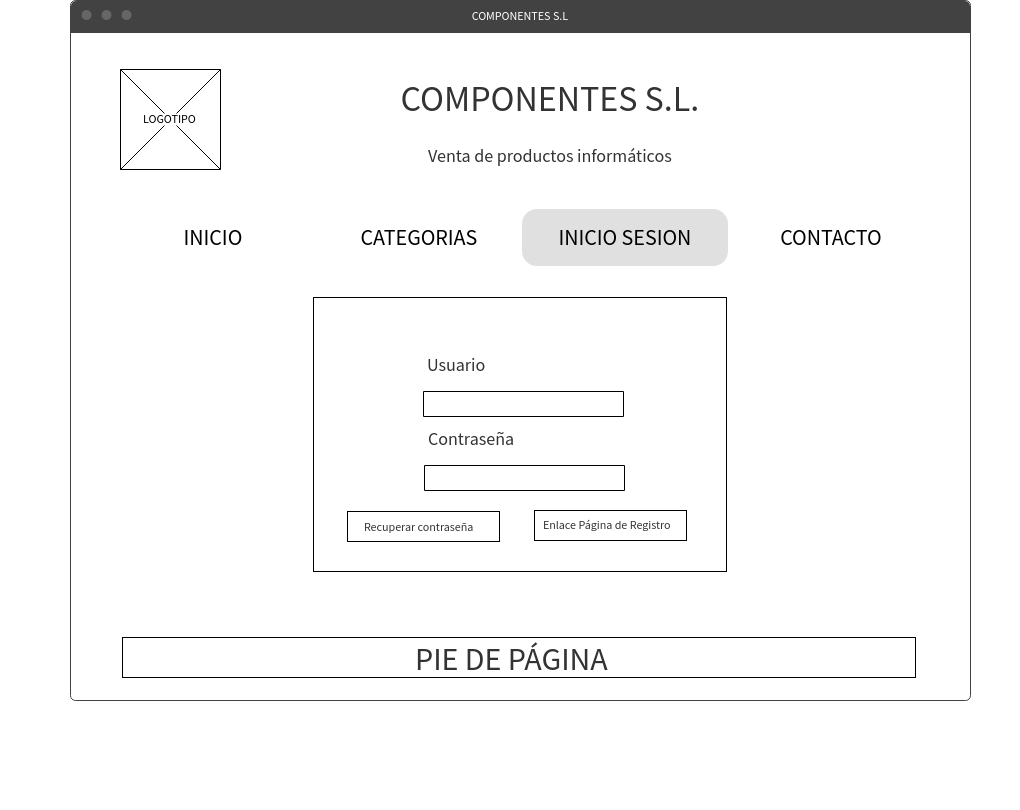 COMPONENTES S.L
LOGOTIPO
COMPONENTES S.L.
Venta de productos informáticos
INICIO
CATEGORIAS
INICIO SESION
CONTACTO
Usuario
Contraseña
Recuperar contraseña
Enlace Página de Registro
PIE DE PÁGINA